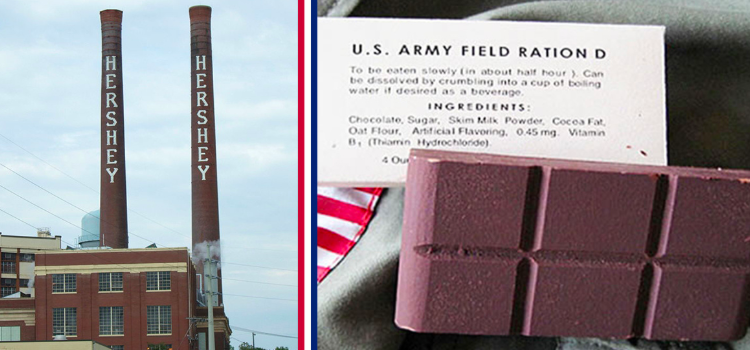 HERSHEY
HERSHEY
U.S. ARMY FIELD RATION D
To be eaten slowly (in about half hour ). Can
be dissolved by crumbling into a cup of boiling
water if desired as a beverage.
INGREDIENTS:
Chocolate, Sugar, Skim Milk Powder, Cocea Fat,
Oat Flour, Artificial Flavoring, 0.45 mg. Vitamin
B₁ (Thiamin Hydrochloride).
4